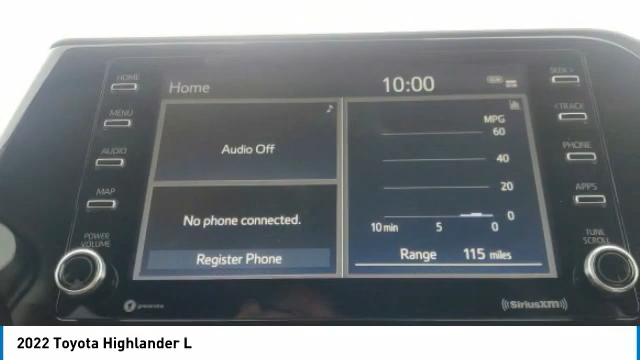 HOME
MENU
AUDIO
MAP
POWER
VOLUME
Home
10:00
Audio Off
No phone connected.
Register Phone
MPG
60
40
20
0
10 min 5 0
Range 115 miles
SEEK >
< TRACK
PHONE
APPS
TUNE
SCROLL
((SiriusXM))
2022 Toyota Highlander L